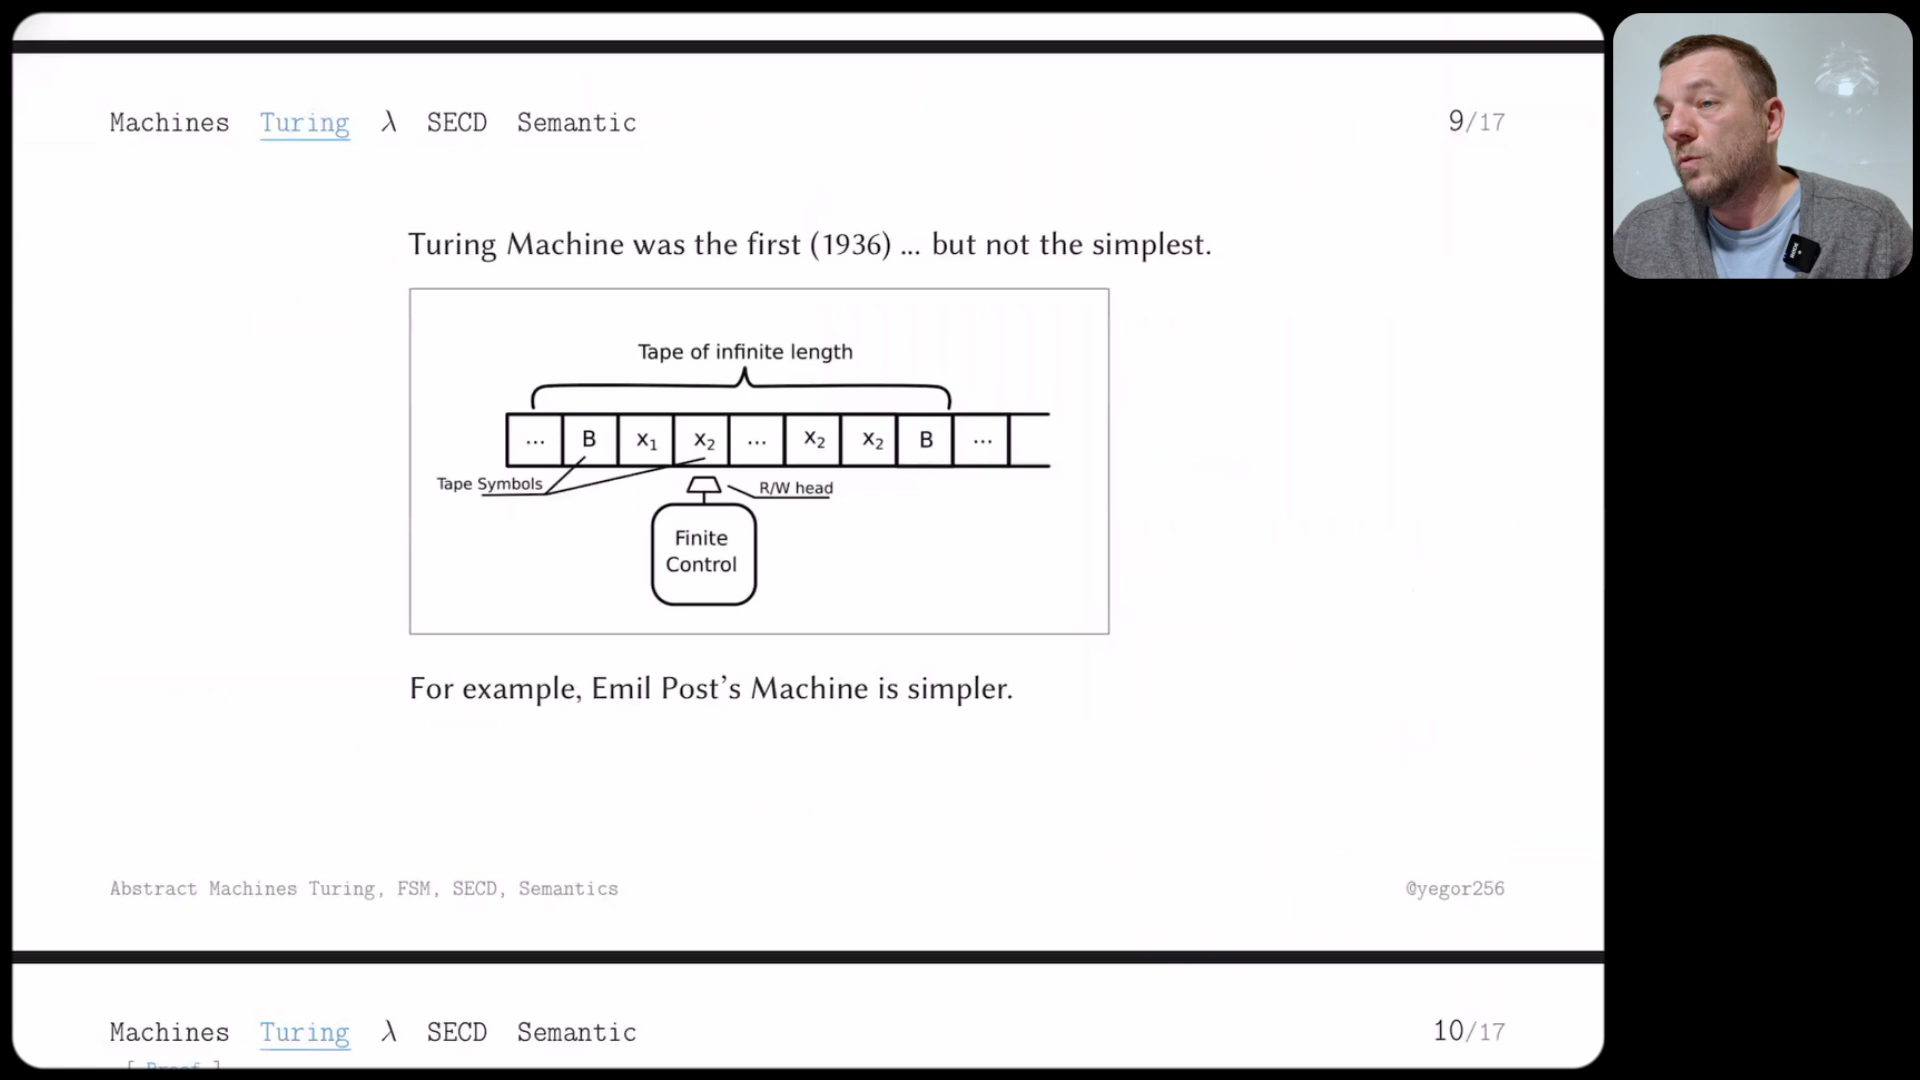 Machines Turing λ SECD Semantic 9/17
Turing Machine was the first (1936) ... but not the simplest.
Tape of infinite length
... B x₁ x₂ ... x₂ x₂ B ...
Tape Symbols
R/W head
Finite
Control
For example, Emil Post's Machine is simpler.
Abstract Machines Turing, FSM, SECD, Semantics @yegor256
Machines Turing λ SECD Semantic 10/17